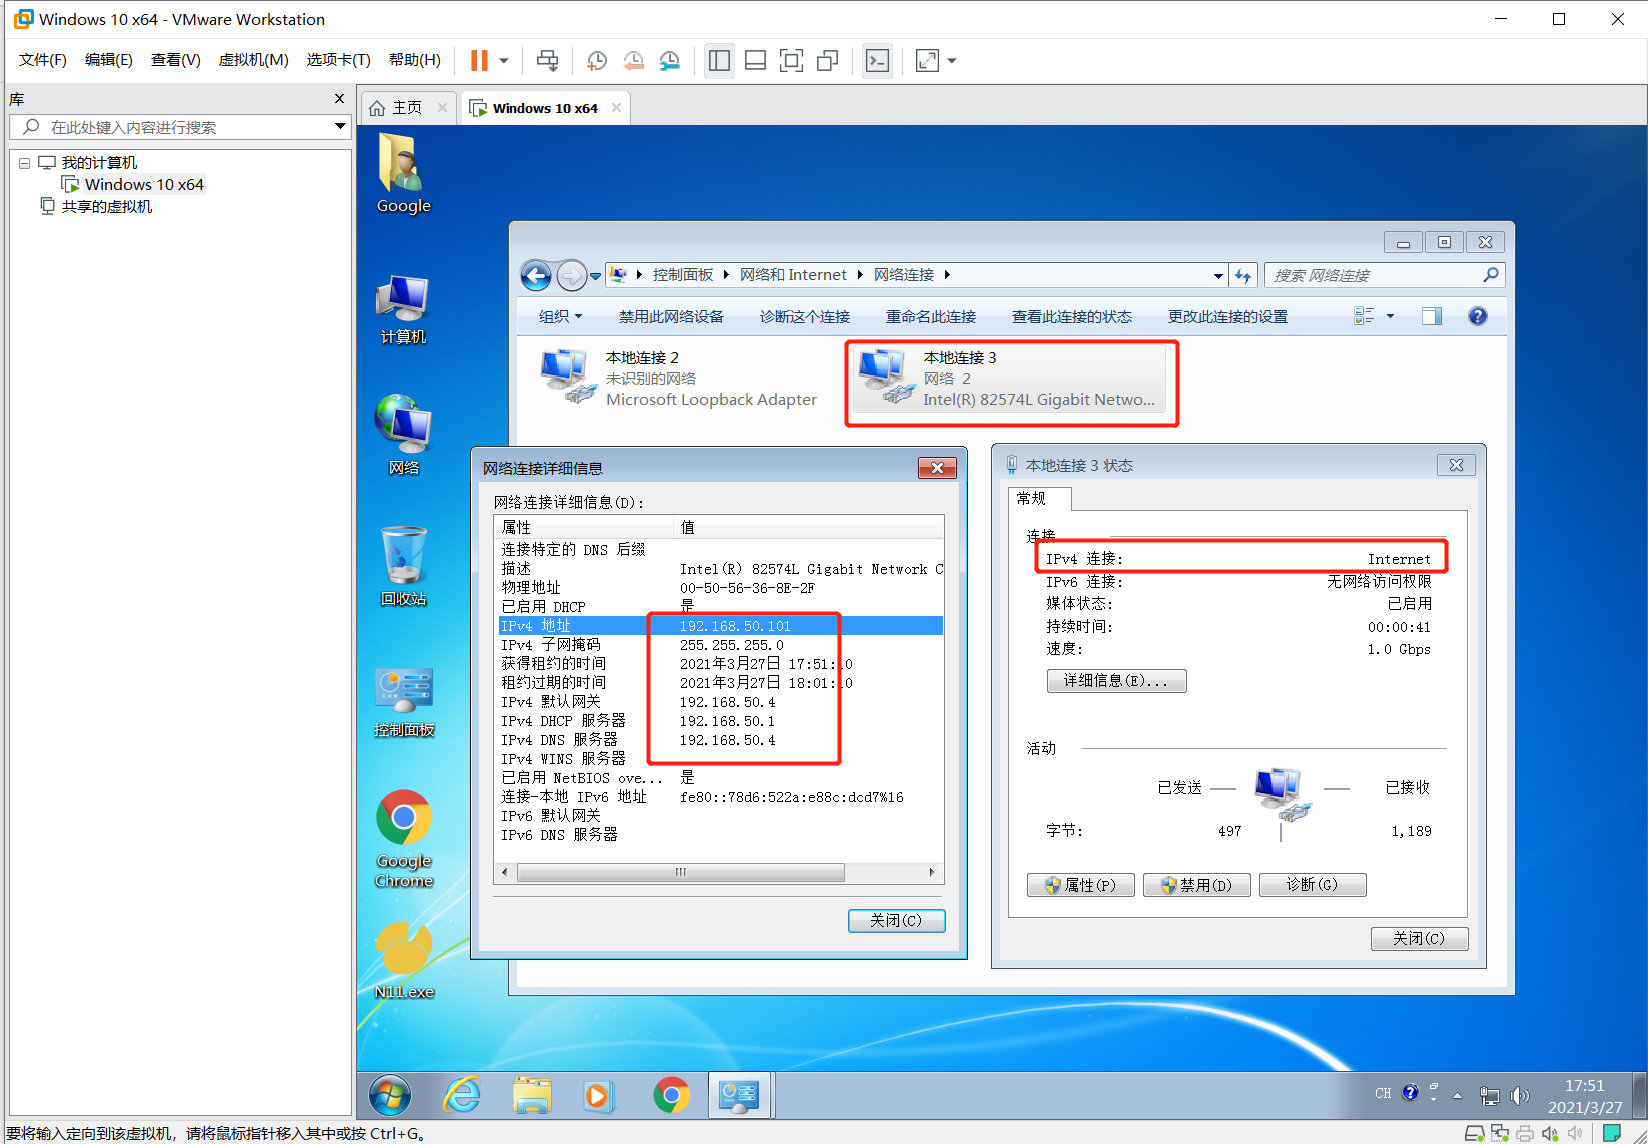 Windows 10 x64 - VMware Workstation
文件(F) 编辑(E) 查看(V) 虚拟机(M) 选项卡(T) 帮助(H)
库
在此处键入内容进行搜索
我的计算机
Windows 10 x64
共享的虚拟机
主页
Windows 10 x64
Google
计算机
网络
回收站
控制面板
Google
Chrome
N11.exe
控制面板 网络和 Internet 网络连接
搜索 网络连接
组织 禁用此网络设备 诊断这个连接 重命名此连接 查看此连接的状态 更改此连接的设置
本地连接 2
未识别的网络
Microsoft Loopback Adapter
本地连接 3
网络 2
Intel(R) 82574L Gigabit Netwo...
网络连接详细信息
网络连接详细信息(D):
属性 值
连接特定的 DNS 后缀
描述 Intel(R) 82574L Gigabit Network C
物理地址 00-50-56-36-8E-2F
已启用 DHCP 是
IPv4 地址 192.168.50.101
IPv4 子网掩码 255.255.255.0
获得租约的时间 2021年3月27日 17:51:10
租约过期的时间 2021年3月27日 18:01:10
IPv4 默认网关 192.168.50.4
IPv4 DHCP 服务器 192.168.50.1
IPv4 DNS 服务器 192.168.50.4
IPv4 WINS 服务器
已启用 NetBIOS ove... 是
连接-本地 IPv6 地址 fe80::78d6:522a:e88c:dcd7%16
IPv6 默认网关
IPv6 DNS 服务器
关闭(C)
本地连接 3 状态
常规
连接
IPv4 连接: Internet
IPv6 连接: 无网络访问权限
媒体状态: 已启用
持续时间: 00:00:41
速度: 1.0 Gbps
详细信息(E)...
活动
已发送 已接收
字节: 497 1,189
属性(P) 禁用(D) 诊断(G)
关闭(C)
CH
17:51
2021/3/27
要将输入定向到该虚拟机，请将鼠标指针移入其中或按 Ctrl+G。